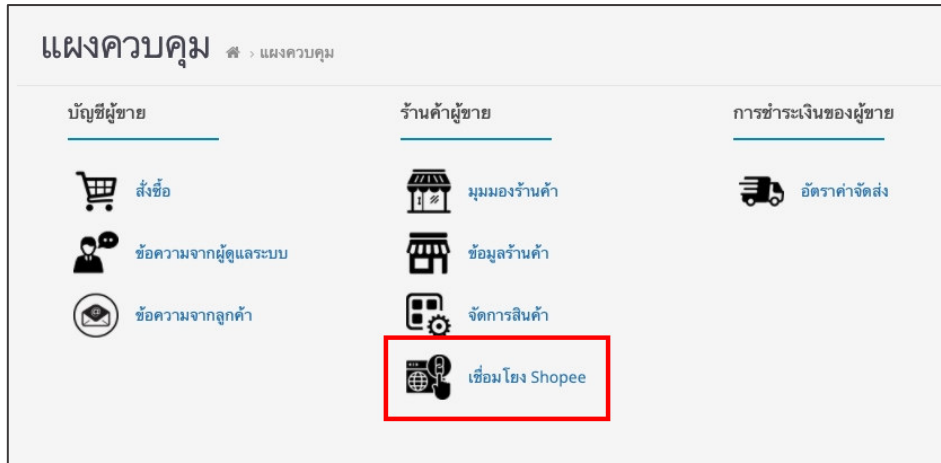 แผงควบคุม › แผงควบคุม
บัญชีผู้ขาย
สั่งซื้อ
ข้อความจากผู้ดูแลระบบ
ข้อความจากลูกค้า
ร้านค้าผู้ขาย
มุมมองร้านค้า
ข้อมูลร้านค้า
จัดการสินค้า
เชื่อมโยง Shopee
การชำระเงินของผู้ขาย
อัตราค่าจัดส่ง